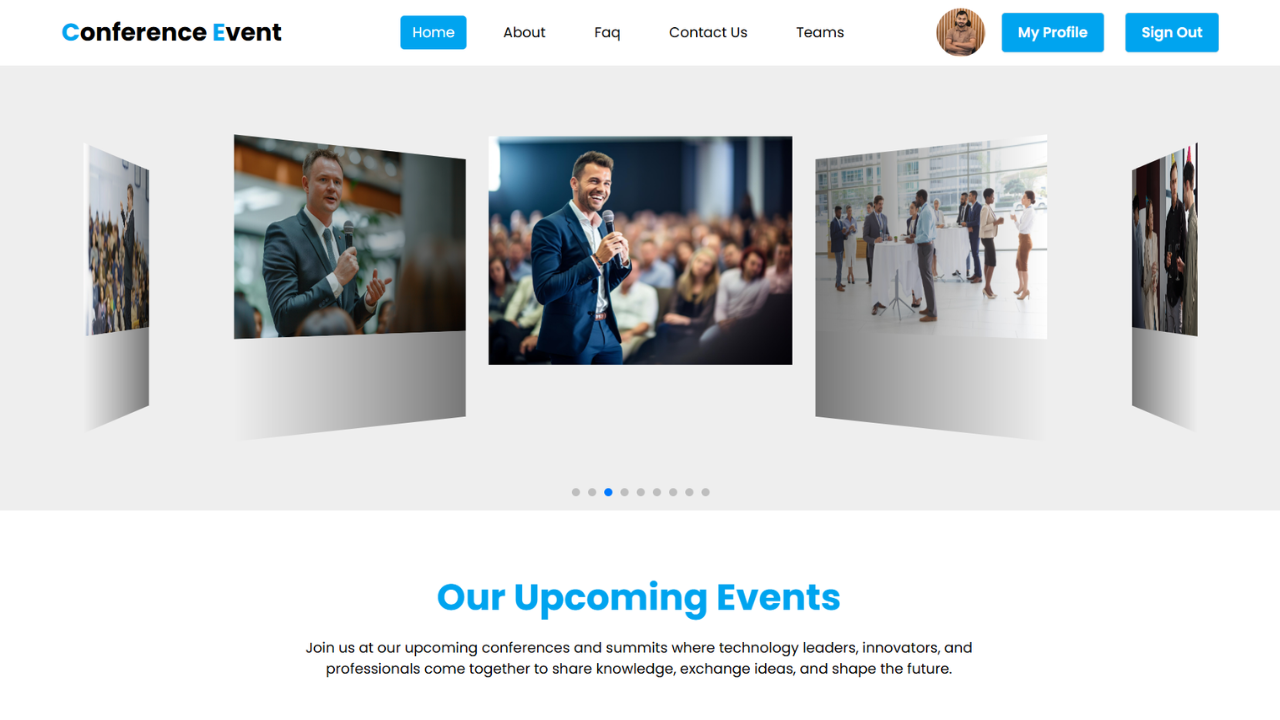 Conference Event
Home
About
Faq
Contact Us
Teams
My Profile
Sign Out
Our Upcoming Events
Join us at our upcoming conferences and summits where technology leaders, innovators, and
professionals come together to share knowledge, exchange ideas, and shape the future.